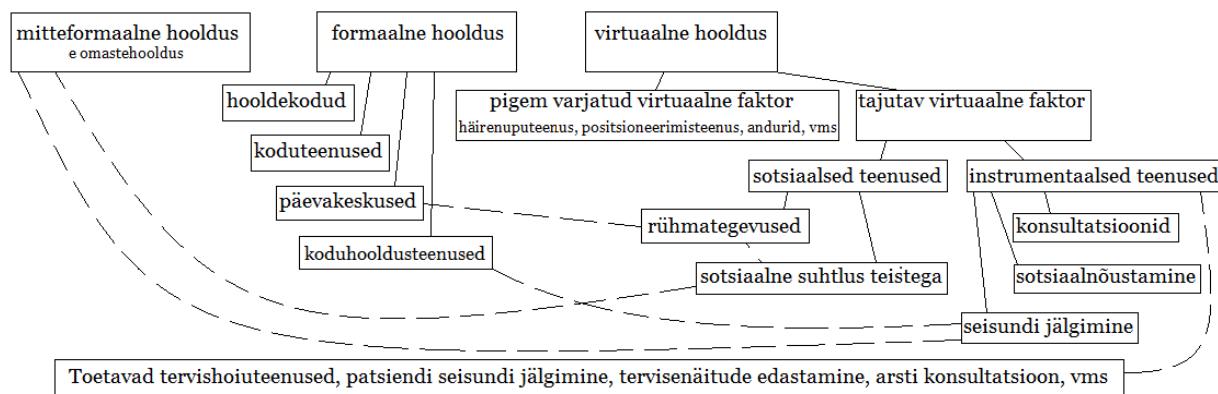 mitteformaalne hooldus
e omastehooldus
formaalne hooldus
virtuaalne hooldus
hooldekodud
pigem varjatud virtuaalne faktor
häirenuputeenus, positsioneerimisteenus, andurid, vms
tajutav virtuaalne faktor
koduteenused
sotsiaalsed teenused
instrumentaalsed teenused
päevakeskused
rühmategevused
konsultatsioonid
koduhooldusteenused
sotsiaalne suhtlus teistega
sotsiaalnõustamine
seisundi jälgimine
Toetavad tervishoiuteenused, patsiendi seisundi jälgimine, tervisenäitude edastamine, arsti konsultatsioon, vms